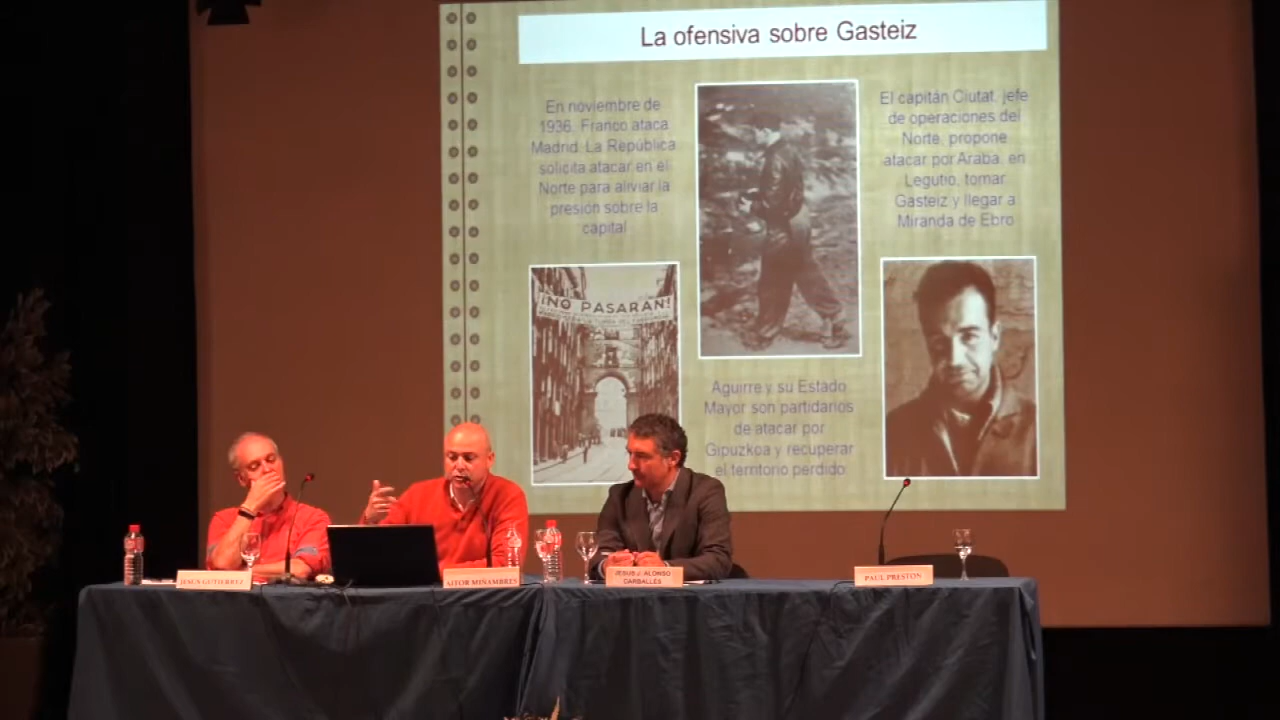 La ofensiva sobre Gasteiz
En noviembre de
1936, Franco ataca
Madrid. La República
solicita atacar en el
Norte para aliviar la
presión sobre la
capital
El capitán Ciutat, jefe
de operaciones del
Norte, propone
atacar por Araba, en
Legutio, tomar
Gasteiz y llegar a
Miranda de Ebro
¡NO PASARAN!
Aguirre y su Estado
Mayor son partidarios
de atacar por
Gipuzkoa y recuperar
el territorio perdido
JESUS GUTIERREZ
AITOR MIÑAMBRES
JESUS J. ALONSO
CARBALLÉS
PAUL PRESTON